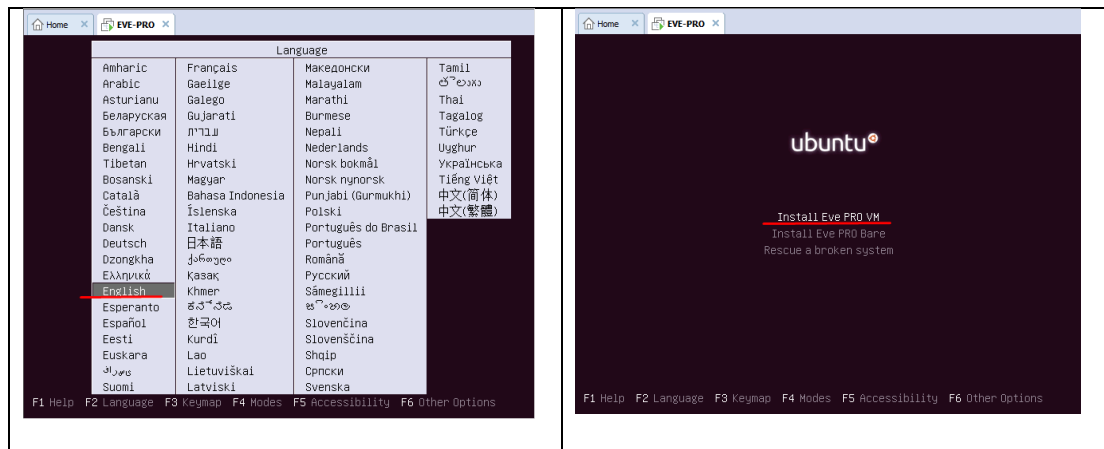 Home × EVE-PRO ×
Language
Amharic Français Македонски Tamil
Arabic Gaeilge Malayalam
Asturianu Galego Marathi Thai
Беларуская Gujarati Burmese Tagalog
Български עברית Nepali Türkçe
Bengali Hindi Nederlands Uyghur
Tibetan Hrvatski Norsk bokmål Українська
Bosanski Magyar Norsk nynorsk Tiếng Việt
Català Bahasa Indonesia Punjabi (Gurmukhi) 中文(简体)
Čeština Íslenska Polski 中文(繁體)
Dansk Italiano Português do Brasil
Deutsch 日本語 Português
Dzongkha ქართული Română
Ελληνικά Қазақ Русский
English Khmer Sámegillii
Esperanto ಕನ್ನಡ
Español 한국어 Slovenčina
Eesti Kurdî Slovenščina
Euskara Lao Shqip
Lietuviškai Српски
Suomi Latviski Svenska
F1 Help F2 Language F3 Keymap F4 Modes F5 Accessibility F6 Other Options
Home × EVE-PRO ×
ubuntu
Install Eve PRO VM
Install Eve PRO Bare
Rescue a broken system
F1 Help F2 Language F3 Keymap F4 Modes F5 Accessibility F6 Other Options